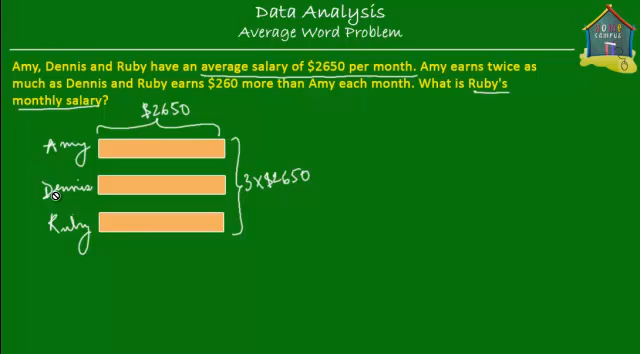 Data Analysis
Average Word Problem
HOME CAMPUS
Amy, Dennis and Ruby have an average salary of $2650 per month. Amy earns twice as
much as Dennis and Ruby earns $260 more than Amy each month. What is Ruby's
monthly salary?
$2650
Amy
Dennis
3 x $2650
Ruby